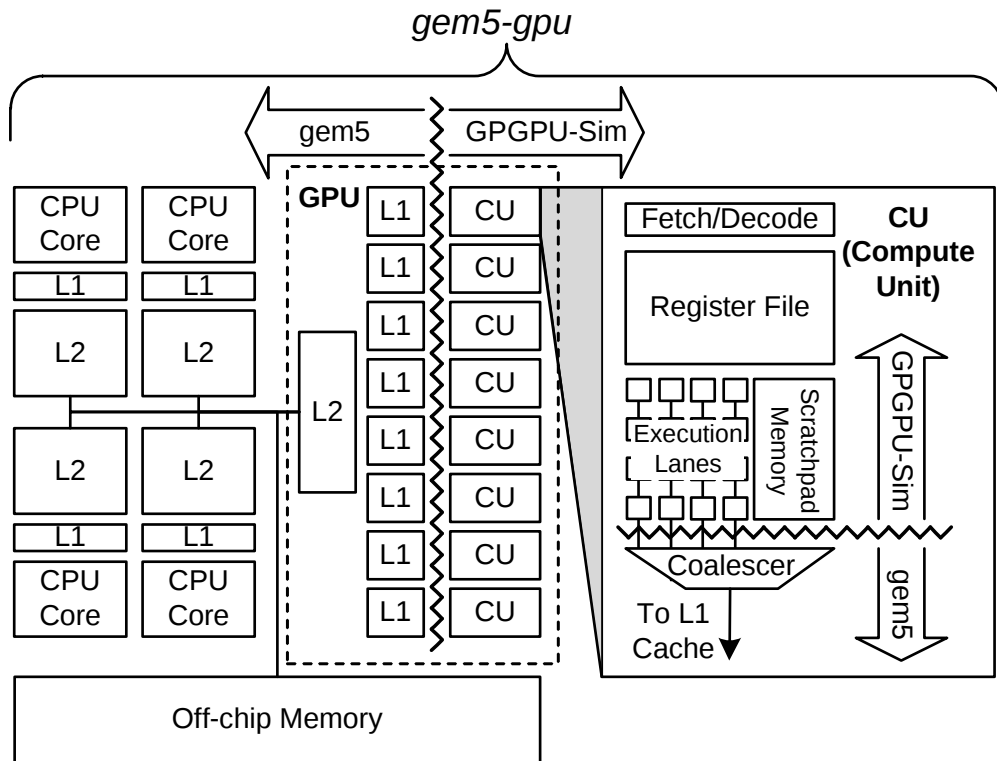 gem5-gpu
gem5
GPGPU-Sim
CPU
Core
CPU
Core
L1
L1
L2
L2
L2
L2
L1
L1
CPU
Core
CPU
Core
GPU
L2
L1
CU
L1
CU
L1
CU
L1
CU
L1
CU
L1
CU
L1
CU
L1
CU
Off-chip Memory
Fetch/Decode
CU
(Compute
Unit)
Register File
Execution
Lanes
Scratchpad
Memory
GPGPU-Sim
gem5
Coalescer
To L1
Cache